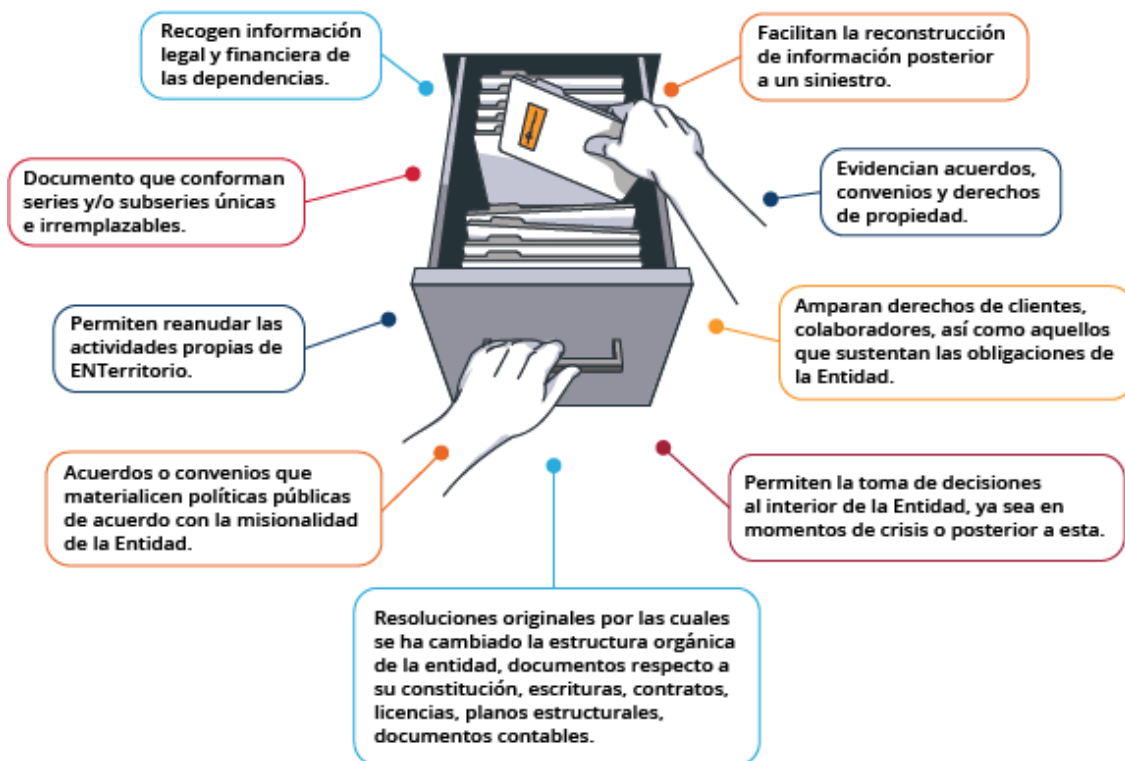 Recogen información
legal y financiera de
las dependencias.
Facilitan la reconstrucción
de información posterior
a un siniestro.
Documento que conforman
series y/o subseries únicas
e irremplazables.
Evidencian acuerdos,
convenios y derechos
de propiedad.
Permiten reanudar las
actividades propias de
ENTerritorio.
Amparan derechos de clientes,
colaboradores, así como aquellos
que sustentan las obligaciones de
la Entidad.
Acuerdos o convenios que
materialicen políticas públicas
de acuerdo con la misionalidad
de la Entidad.
Permiten la toma de decisiones
al interior de la Entidad, ya sea en
momentos de crisis o posterior a esta.
Resoluciones originales por las cuales
se ha cambiado la estructura orgánica
de la entidad, documentos respecto a
su constitución, escrituras, contratos,
licencias, planos estructurales,
documentos contables.